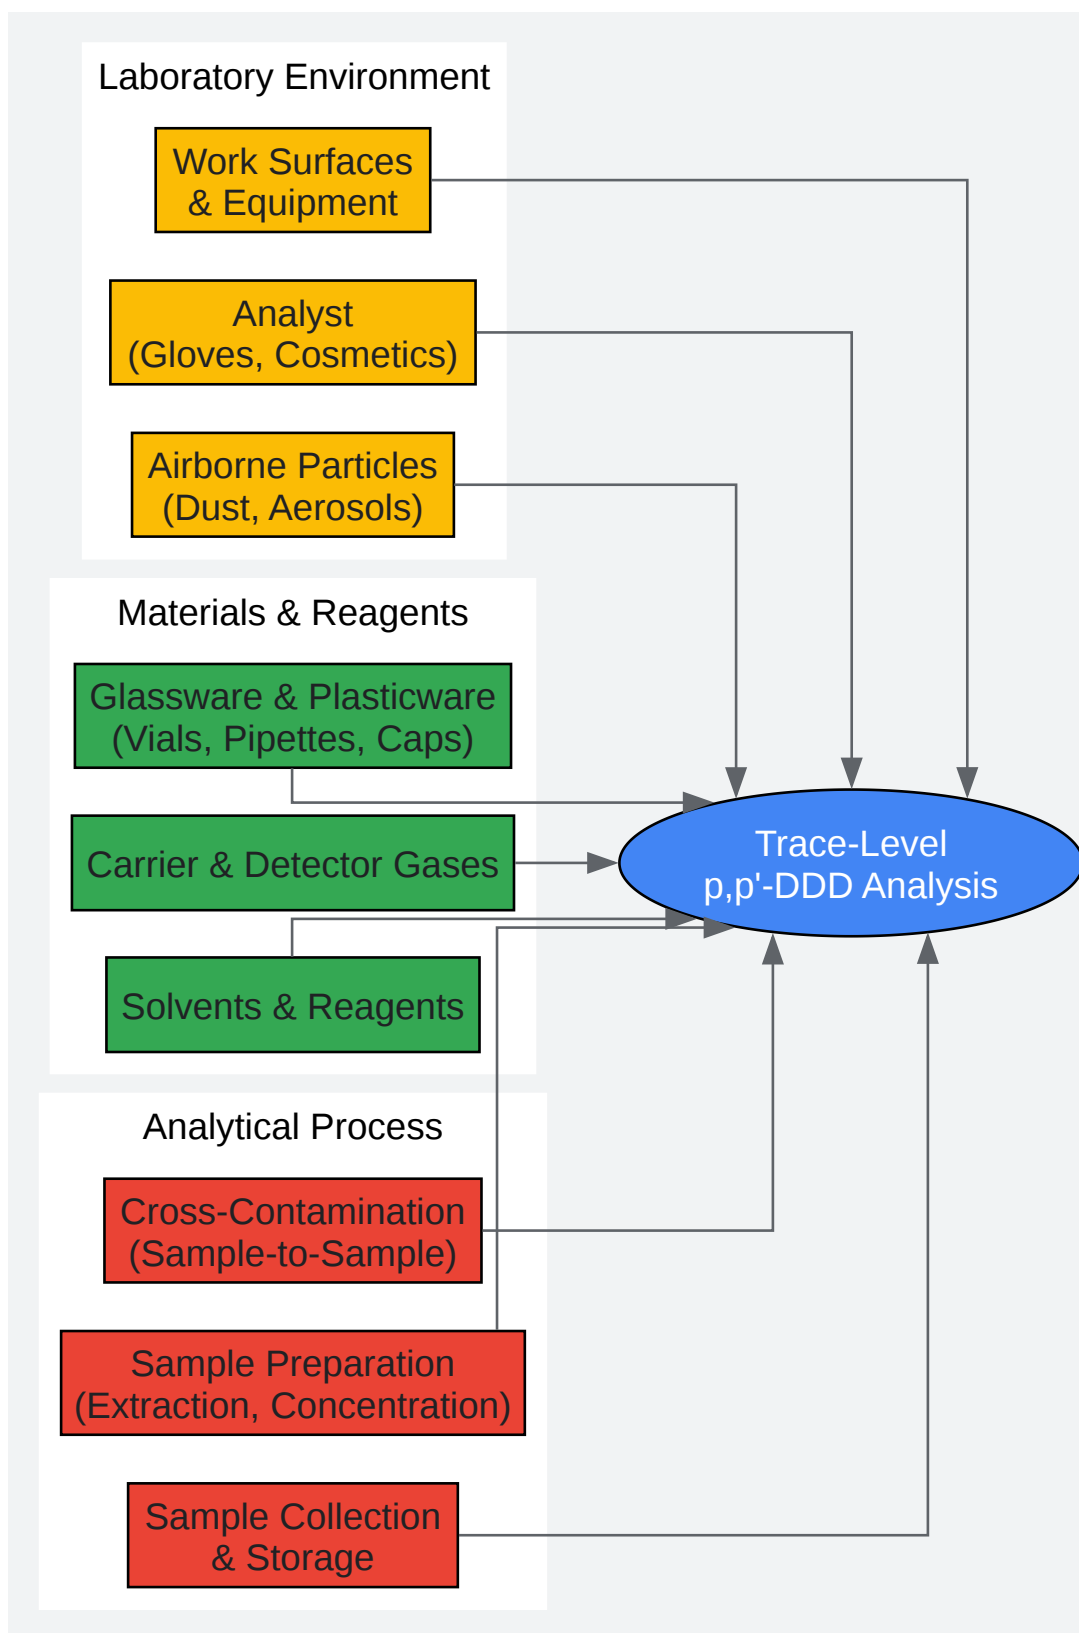 Laboratory Environment
Work Surfaces
& Equipment
Analyst
(Gloves, Cosmetics)
Airborne Particles
(Dust, Aerosols)
Materials & Reagents
Glassware & Plasticware
(Vials, Pipettes, Caps)
Carrier & Detector Gases
Solvents & Reagents
Trace-Level
p,p'-DDD Analysis
Analytical Process
Cross-Contamination
(Sample-to-Sample)
Sample Preparation
(Extraction, Concentration)
Sample Collection
& Storage